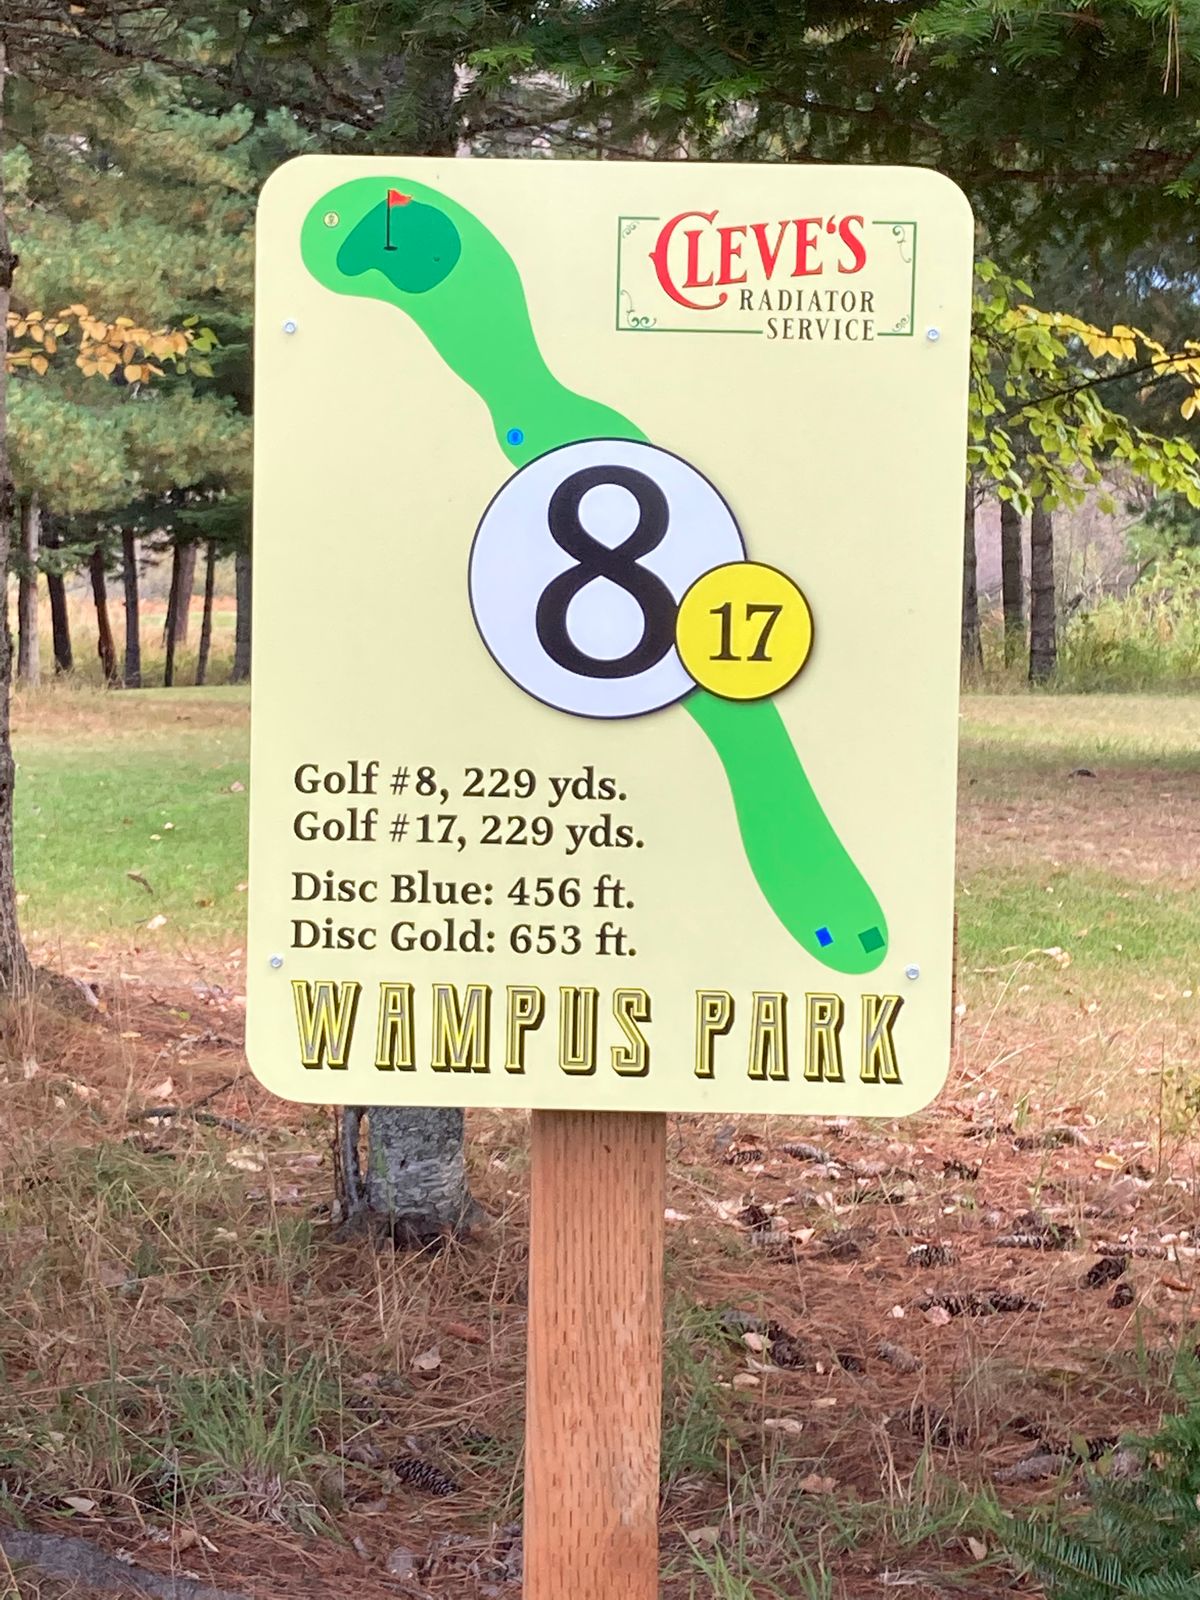 CLEVE'S
RADIATOR
SERVICE
8
17
Golf #8, 229 yds.
Golf #17, 229 yds.
Disc Blue: 456 ft.
Disc Gold: 653 ft.
WAMPUS PARK